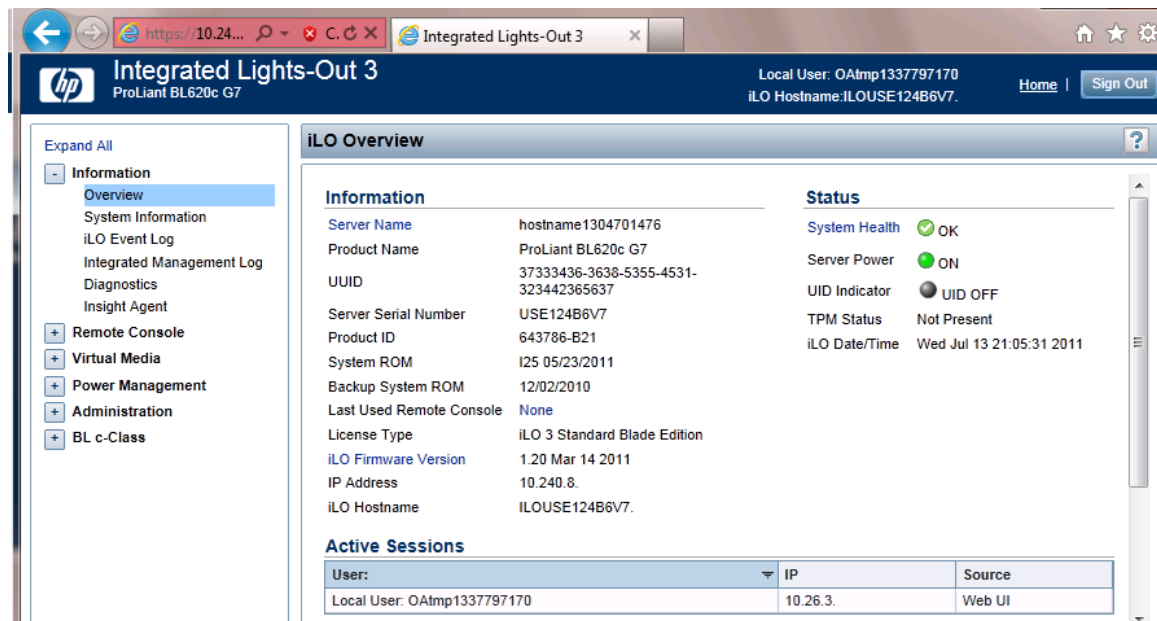 https://10.24...
C.
Integrated Lights-Out 3
hp
Integrated Lights-Out 3
ProLiant BL620c G7
Local User: OAtmp1337797170
iLO Hostname:ILOUSE124B6V7.
Home |
Sign Out
Expand All
- Information
Overview
System Information
iLO Event Log
Integrated Management Log
Diagnostics
Insight Agent
+ Remote Console
+ Virtual Media
+ Power Management
+ Administration
+ BL c-Class
iLO Overview
?
Information
Server Name hostname1304701476
Product Name ProLiant BL620c G7
UUID 37333436-3638-5355-4531-
323442365637
Server Serial Number USE124B6V7
Product ID 643786-B21
System ROM I25 05/23/2011
Backup System ROM 12/02/2010
Last Used Remote Console None
License Type iLO 3 Standard Blade Edition
iLO Firmware Version 1.20 Mar 14 2011
IP Address 10.240.8.
iLO Hostname ILOUSE124B6V7.
Status
System Health OK
Server Power ON
UID Indicator UID OFF
TPM Status Not Present
iLO Date/Time Wed Jul 13 21:05:31 2011
Active Sessions
User: IP Source
Local User: OAtmp1337797170 10.26.3. Web UI